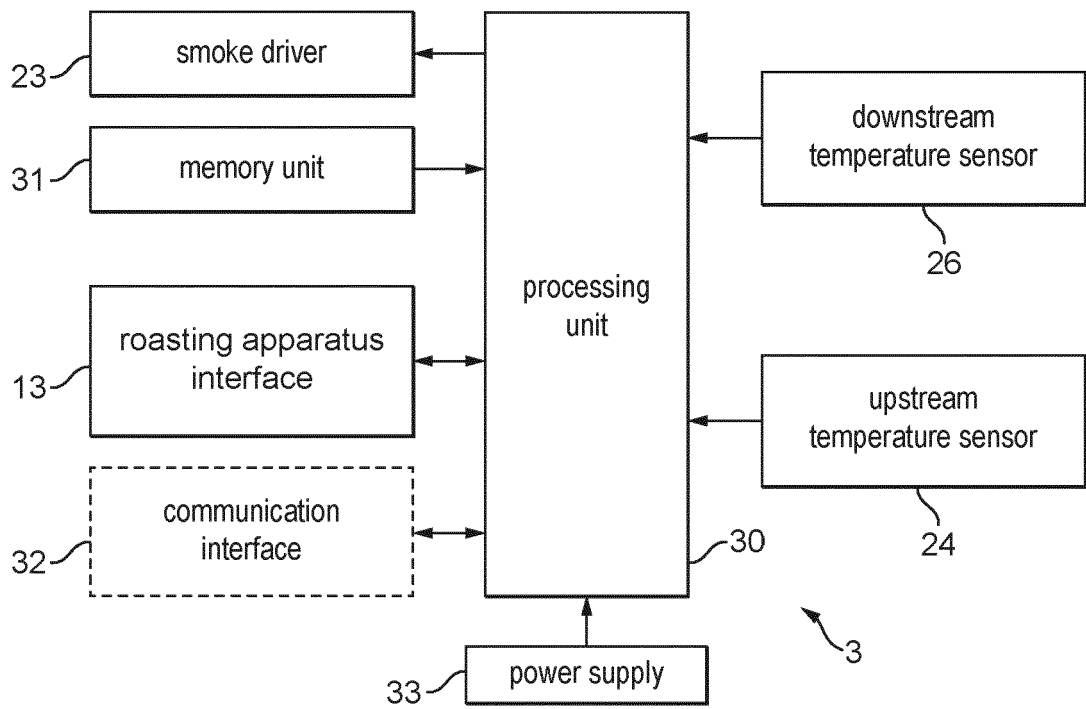 smoke driver
23
memory unit
31
roasting apparatus
interface
13
communication
interface
32
processing
unit
30
downstream
temperature sensor
26
upstream
temperature sensor
24
power supply
33
3